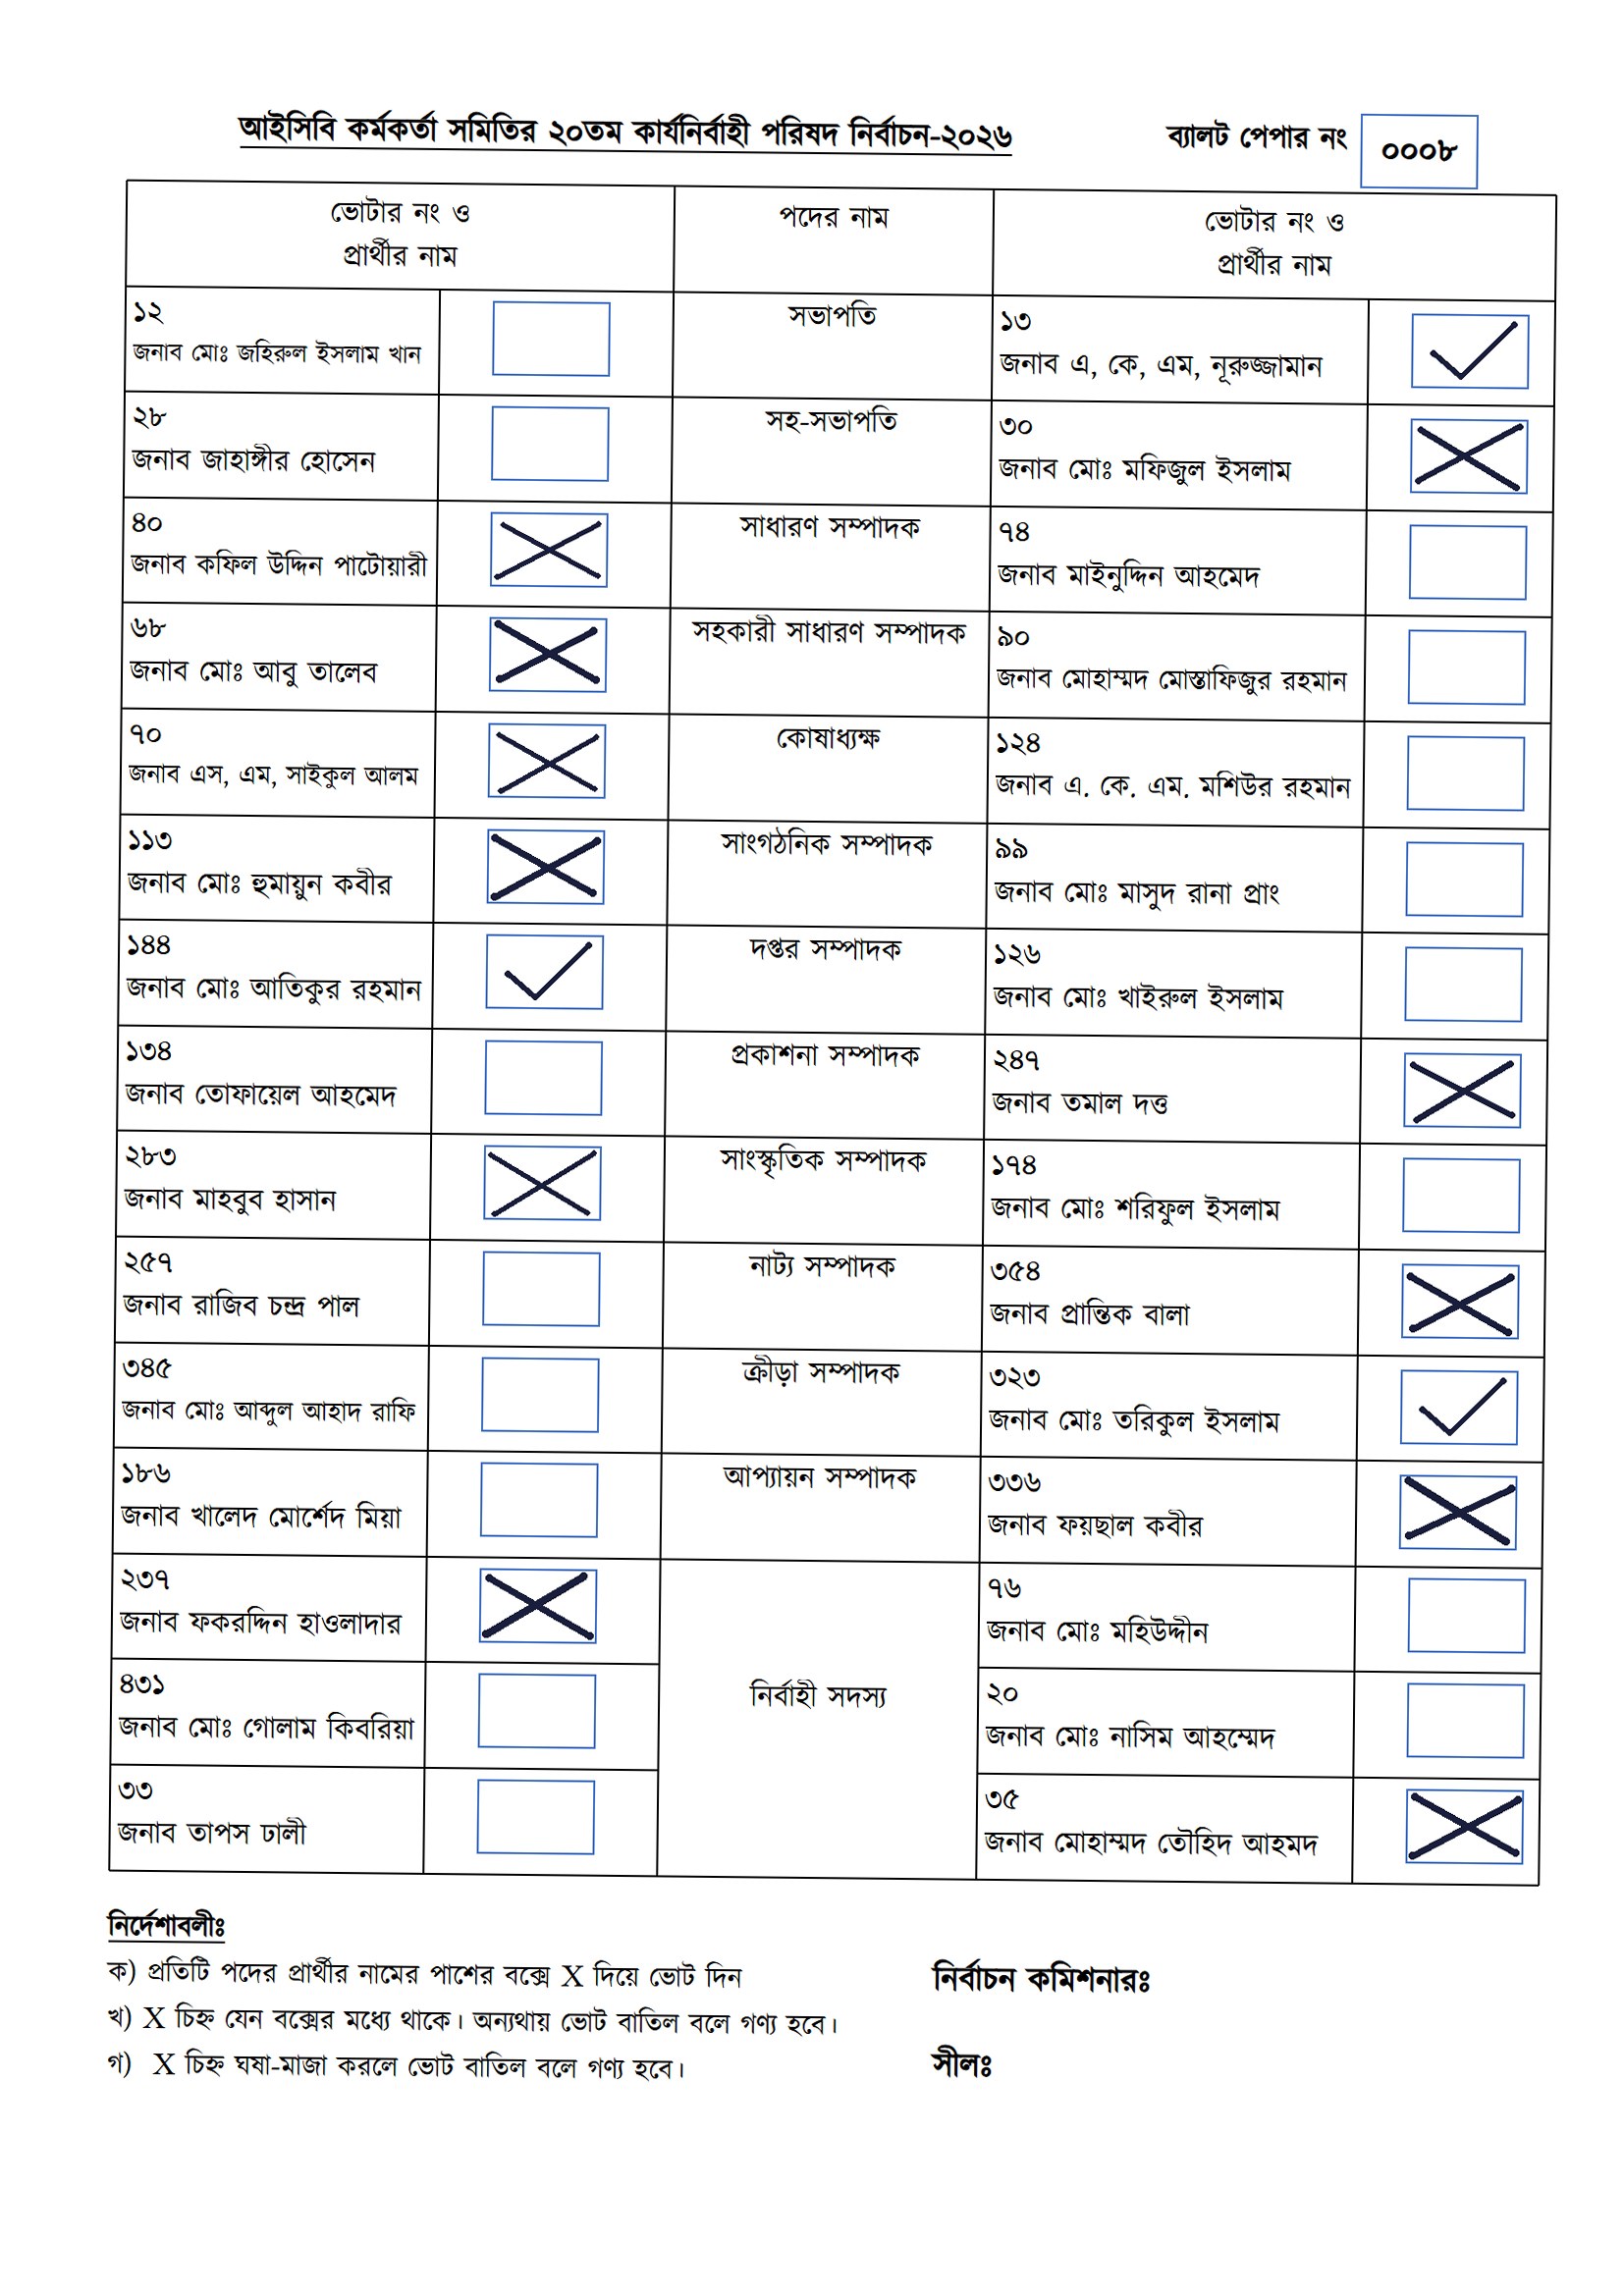 আইসিবি কর্মকর্তা সমিতির ২০তম কার্যনির্বাহী পরিষদ নির্বাচন-২০২৬ ব্যালট পেপার নং ০০০৮
ভোটার নং ও পদের নাম ভোটার নং ও
প্রার্থীর নাম প্রার্থীর নাম
১২ সভাপতি ১৩
জনাব মোঃ জহিরুল ইসলাম খান জনাব এ, কে, এম, নূরুজ্জামান
২৮ সহ-সভাপতি ৩০
জনাব জাহাঙ্গীর হোসেন জনাব মোঃ মফিজুল ইসলাম
৪০ সাধারণ সম্পাদক ৭৪
জনাব কফিল উদ্দিন পাটোয়ারী জনাব মাইনুদ্দিন আহমেদ
৬৮ সহকারী সাধারণ সম্পাদক ৯০
জনাব মোঃ আবু তালেব জনাব মোহাম্মদ মোস্তাফিজুর রহমান
৭০ কোষাধ্যক্ষ ১২৪
জনাব এস, এম, সাইকুল আলম জনাব এ. কে. এম. মশিউর রহমান
১১৩ সাংগঠনিক সম্পাদক ৯৯
জনাব মোঃ হুমায়ুন কবীর জনাব মোঃ মাসুদ রানা প্রাং
১৪৪ দপ্তর সম্পাদক ১২৬
জনাব মোঃ আতিকুর রহমান জনাব মোঃ খাইরুল ইসলাম
১৩৪ প্রকাশনা সম্পাদক ২৪৭
জনাব তোফায়েল আহমেদ জনাব তমাল দত্ত
২৮৩ সাংস্কৃতিক সম্পাদক ১৭৪
জনাব মাহবুব হাসান জনাব মোঃ শরিফুল ইসলাম
২৫৭ নাট্য সম্পাদক ৩৫৪
জনাব রাজিব চন্দ্র পাল জনাব প্রান্তিক বালা
৩৪৫ ক্রীড়া সম্পাদক ৩২৩
জনাব মোঃ আব্দুল আহাদ রাফি জনাব মোঃ তরিকুল ইসলাম
১৮৬ আপ্যায়ন সম্পাদক ৩৩৬
জনাব খালেদ মোর্শেদ মিয়া জনাব ফয়ছাল কবীর
২৩৭ ৭৬
জনাব ফকরদ্দিন হাওলাদার জনাব মোঃ মহিউদ্দীন
৪৩১ নির্বাহী সদস্য ২০
জনাব মোঃ গোলাম কিবরিয়া জনাব মোঃ নাসিম আহম্মেদ
৩৩ ৩৫
জনাব তাপস ঢালী জনাব মোহাম্মদ তৌহিদ আহমদ
নির্দেশাবলীঃ
ক) প্রতিটি পদের প্রার্থীর নামের পাশের বক্সে X দিয়ে ভোট দিন নির্বাচন কমিশনারঃ
খ) X চিহ্ন যেন বক্সের মধ্যে থাকে। অন্যথায় ভোট বাতিল বলে গণ্য হবে।
গ) X চিহ্ন ঘষা-মাজা করলে ভোট বাতিল বলে গণ্য হবে। সীলঃ